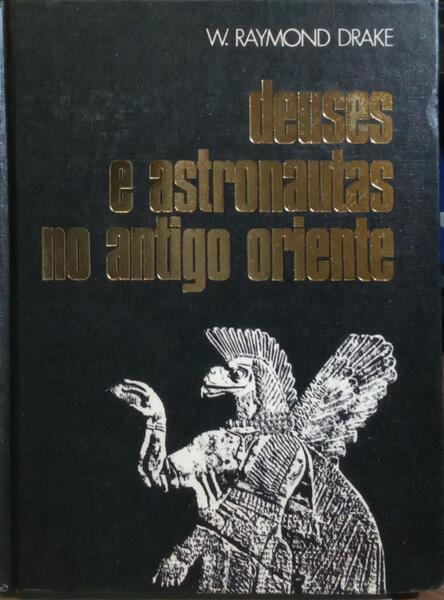 W. RAYMOND DRAKE
deuses
e astronautas
no antigo oriente